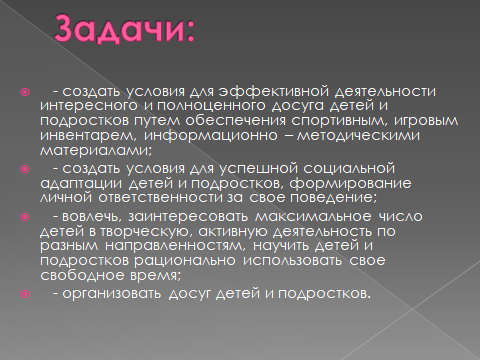 Задачи:
- создать условия для эффективной деятельности
интересного и полноценного досуга детей и
подростков путем обеспечения спортивным, игровым
инвентарем, информационно – методическими
материалами;
- создать условия для успешной социальной
адаптации детей и подростков, формирование
личной ответственности за свое поведение;
- вовлечь, заинтересовать максимальное число
детей в творческую, активную деятельность по
разным направленностям, научить детей и
подростков рационально использовать свое
свободное время;
- организовать досуг детей и подростков.